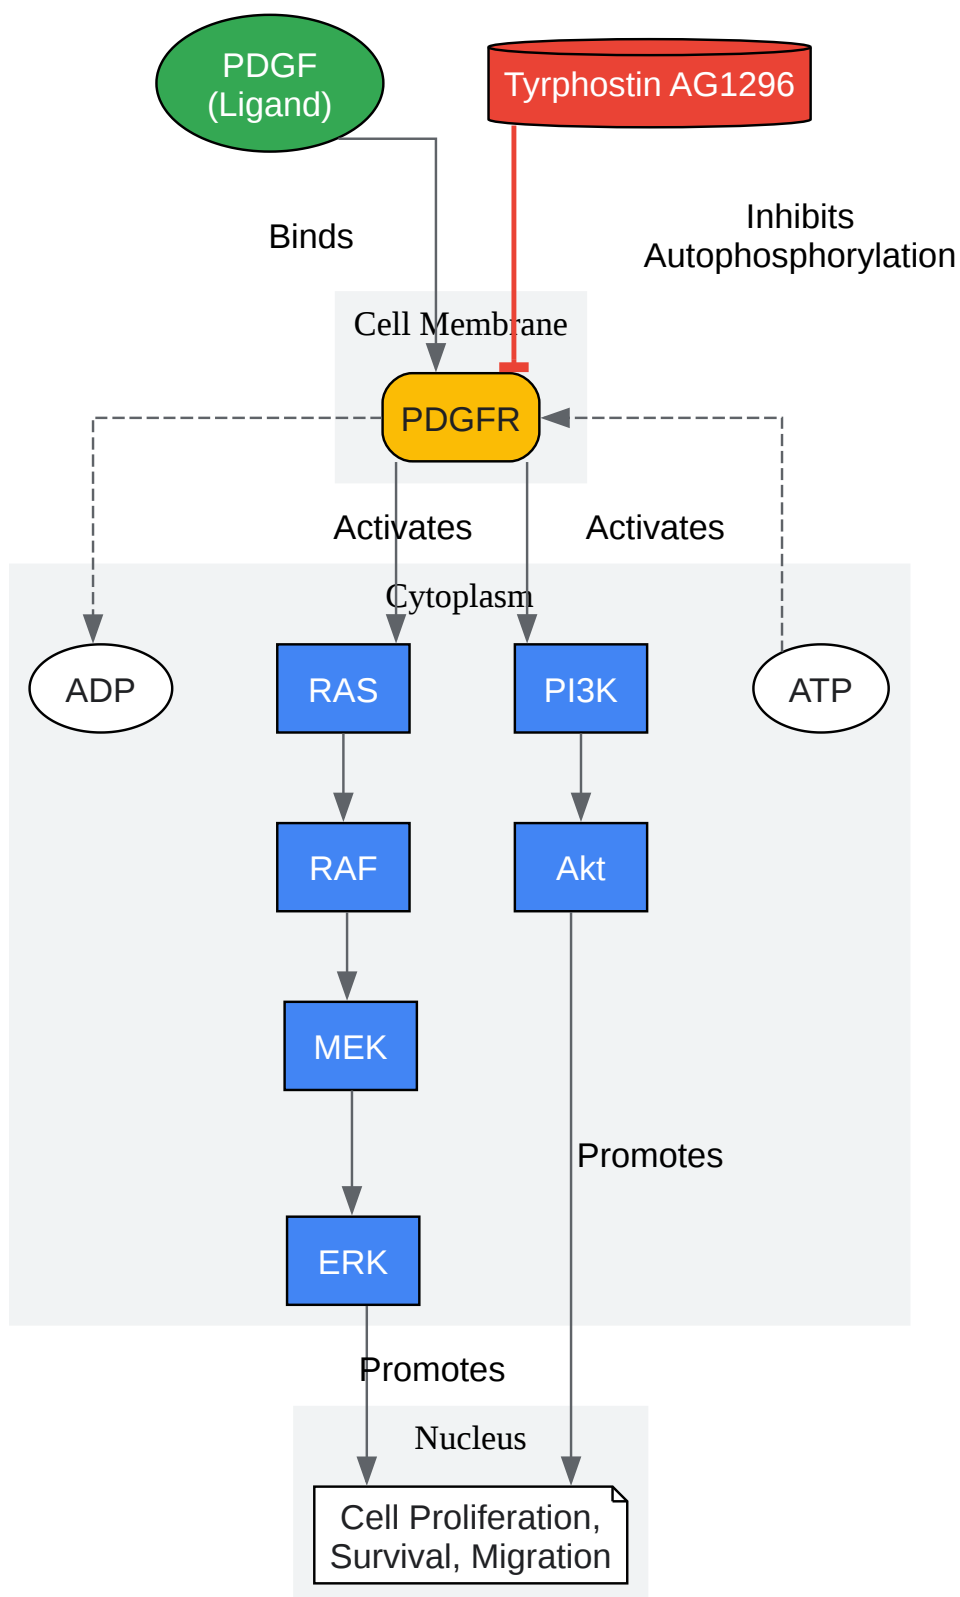 PDGF
(Ligand)
Tyrphostin AG1296
Binds
Inhibits
Autophosphorylation
Cell Membrane
PDGFR
Activates
Activates
Cytoplasm
ADP
RAS
PI3K
ATP
RAF
Akt
MEK
Promotes
ERK
Promotes
Nucleus
Cell Proliferation,
Survival, Migration